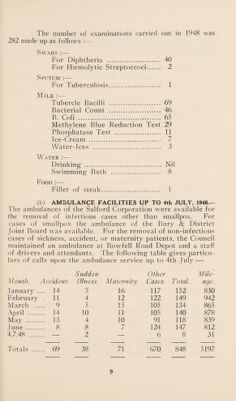 The number of examinations carried out in 1948 was
282 made up as follows :—
SWABS :—
For Diphtheria .................... 40
For Hæmolytic Streptococci...... 2
SPUTUM :—
For Tuberculosis.................... 1
MILK :—
Tubercle Bacilli .................... 69
Bacterial Count .................... 46
B. Coli .............................. 65
Methylene Blue Reduction Test 29
Phosphatase Test .................. 11
Ice-Cream ........................... 7
Water-Ices ........................... 3
WATER :—
Drinking .............................. Nil
Swimming Bath .................... 8
FOOD :—
Fillet of steak........................ 1
(b) AMBULANCE FACILITIES UP TO 4th JULY, 1948.—
The ambulances of the Salford Corporation were available for
the removal of infectious cases other than smallpox. For
cases of smallpox the ambulance of the Bury & District
Joint Board was available. For the removal of non-infectious
cases of sickness, accident, or maternity patients, the Council
maintained an ambulance at Bowfell Road Depot and a staff
of drivers and attendants. The following table gives particu-
lars of calls upon the ambulance service up to 4th July :—
Sudden Other Mile-
Month. Accident. Illness. Maternity Cases. Total. age.
January .... 14 5 16 117 152 830
February . 11 4 12 122 149 942
March ..... 9 5 15 105 134 865
April ....... 14 10 11 105 140 878
May ........ 13 4 10 91 118 839
June ........ 8 8 7 124 147 812
4.7.48 ...... — 2 — 6 8 31
Totals ..... 69 38 71 670 848 5197
9